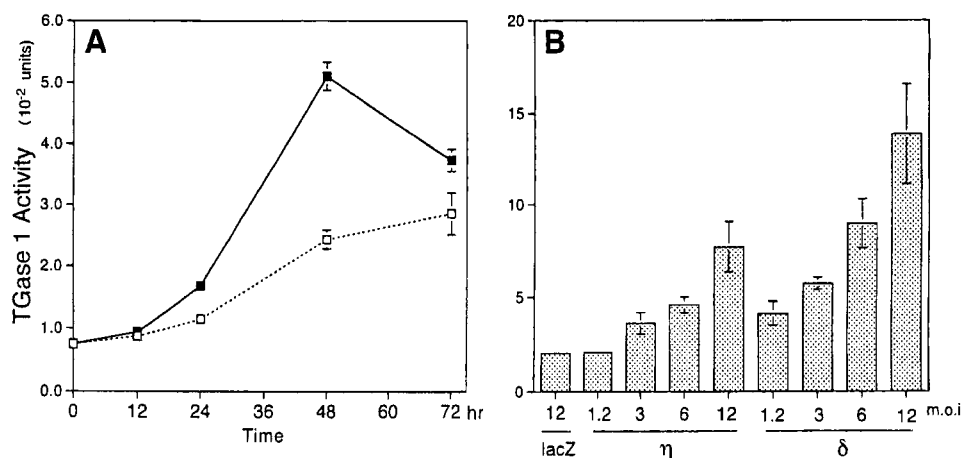 A
TGase 1 Activity (10-2 units)
6.0
5.0
4.0
3.0
2.0
1.0
0.0
0 12 24 36 48 60 72 hr
Time
B
20
15
10
5
0
12 1.2 3 6 12 1.2 3 6 12 m.o.i
lacZ η δ